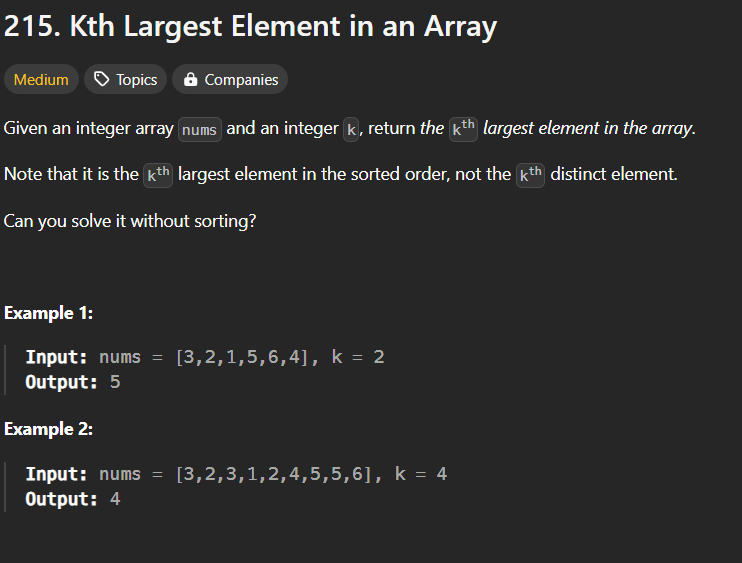 215. Kth Largest Element in an Array
Medium Topics Companies
Given an integer array nums and an integer k, return the kth largest element in the array.
Note that it is the kth largest element in the sorted order, not the kth distinct element.
Can you solve it without sorting?
Example 1:
Input: nums = [3,2,1,5,6,4], k = 2
Output: 5
Example 2:
Input: nums = [3,2,3,1,2,4,5,5,6], k = 4
Output: 4